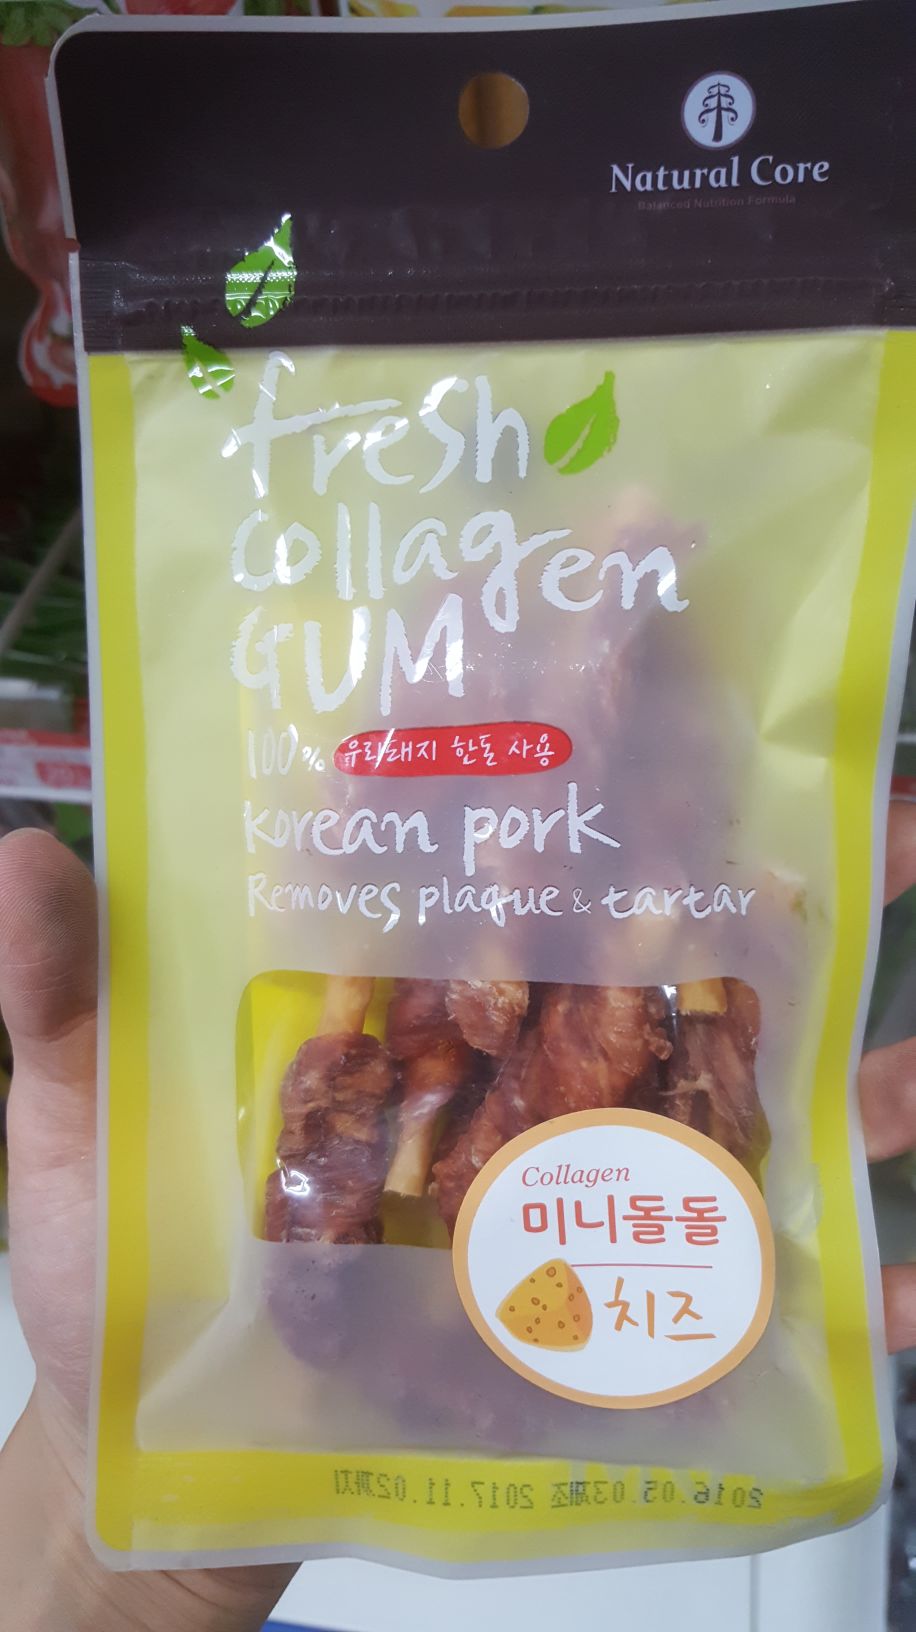 Natural Core
Balanced Nutrition Formula
fresh
collagen
GUM
100% 우리돼지 한돈 사용
korean pork
Removes plaque & tartar
Collagen
미니돌돌
치즈
2016.05.03제조 2017.11.02까지